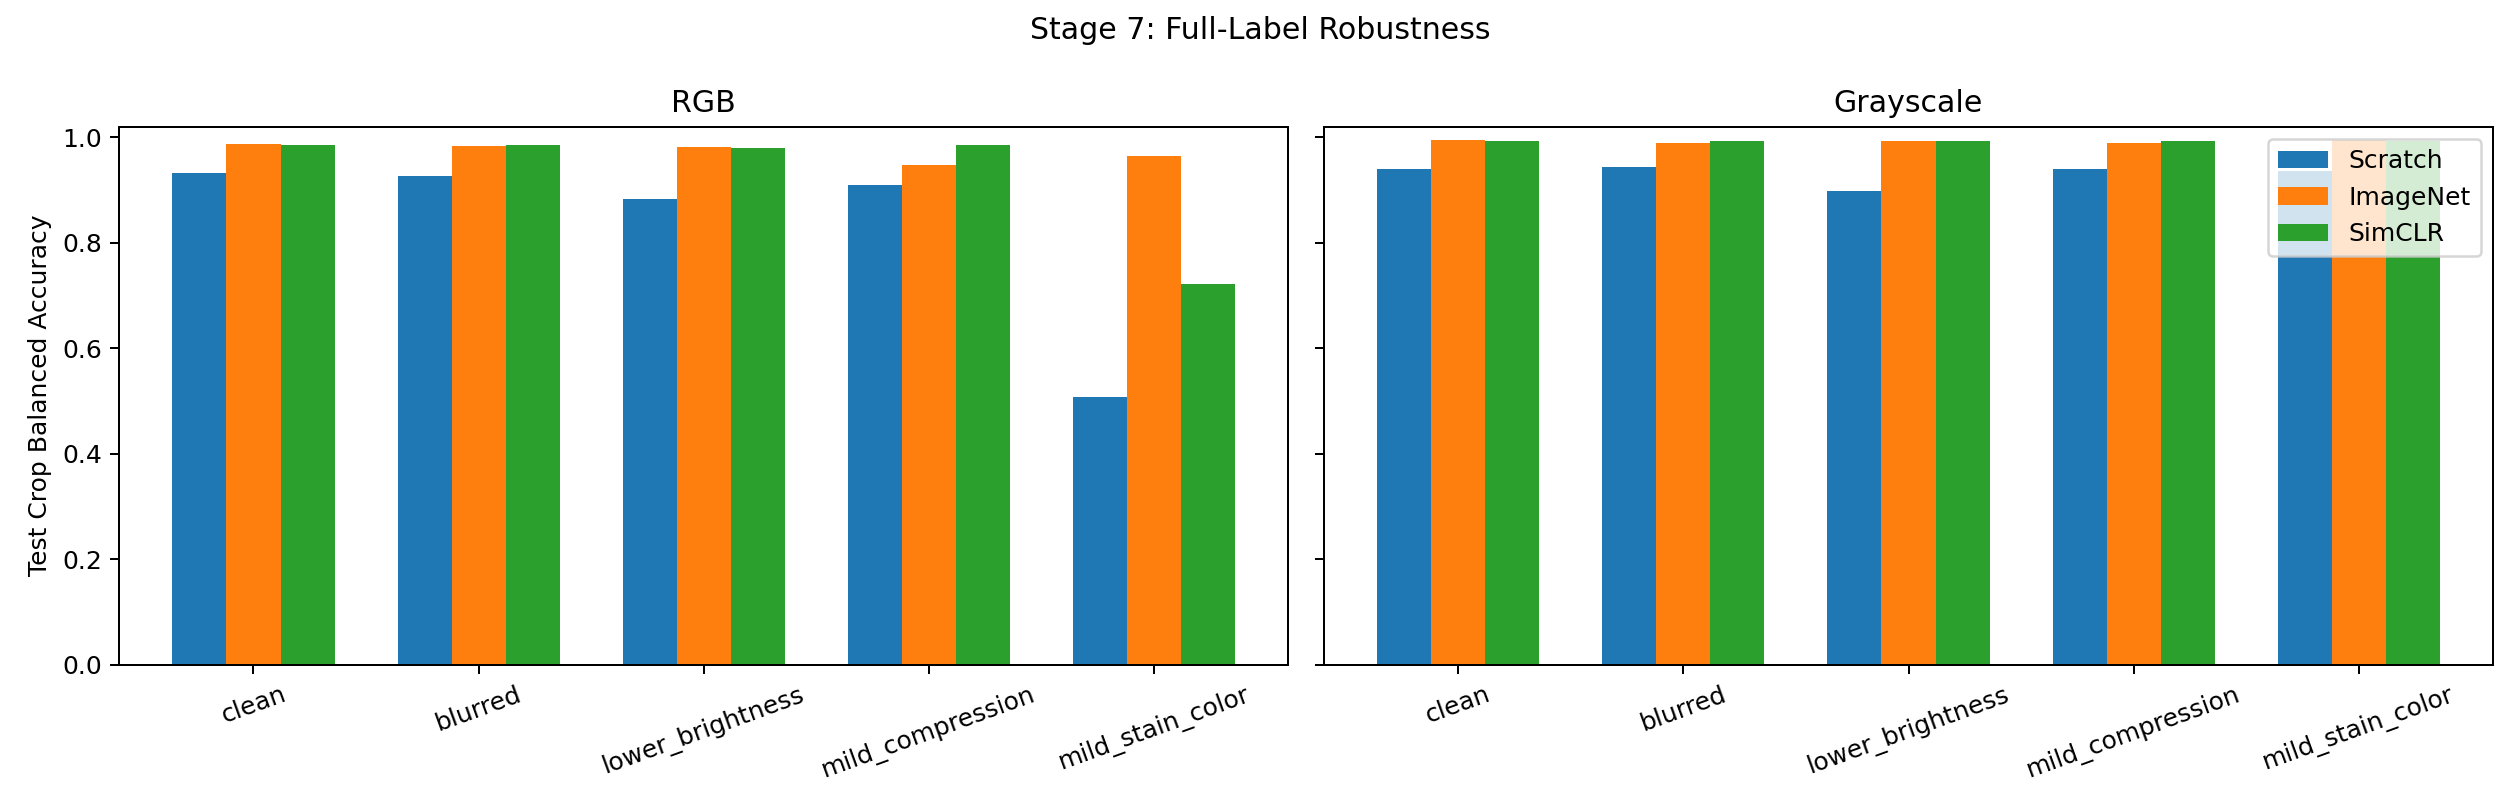 Stage 7: Full-Label Robustness
RGB
Test Crop Balanced Accuracy
1.0
0.8
0.6
0.4
0.2
0.0
clean
blurred
lower_brightness
mild_compression
mild_stain_color
Grayscale
Scratch
ImageNet
SimCLR
clean
blurred
lower_brightness
mild_compression
mild_stain_color